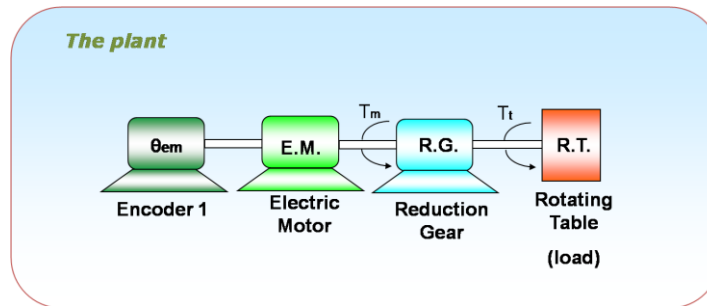 The plant
Tm
Tt
θem
E.M.
R.G.
R.T.
Encoder 1
Electric
Motor
Reduction
Gear
Rotating
Table
(load)